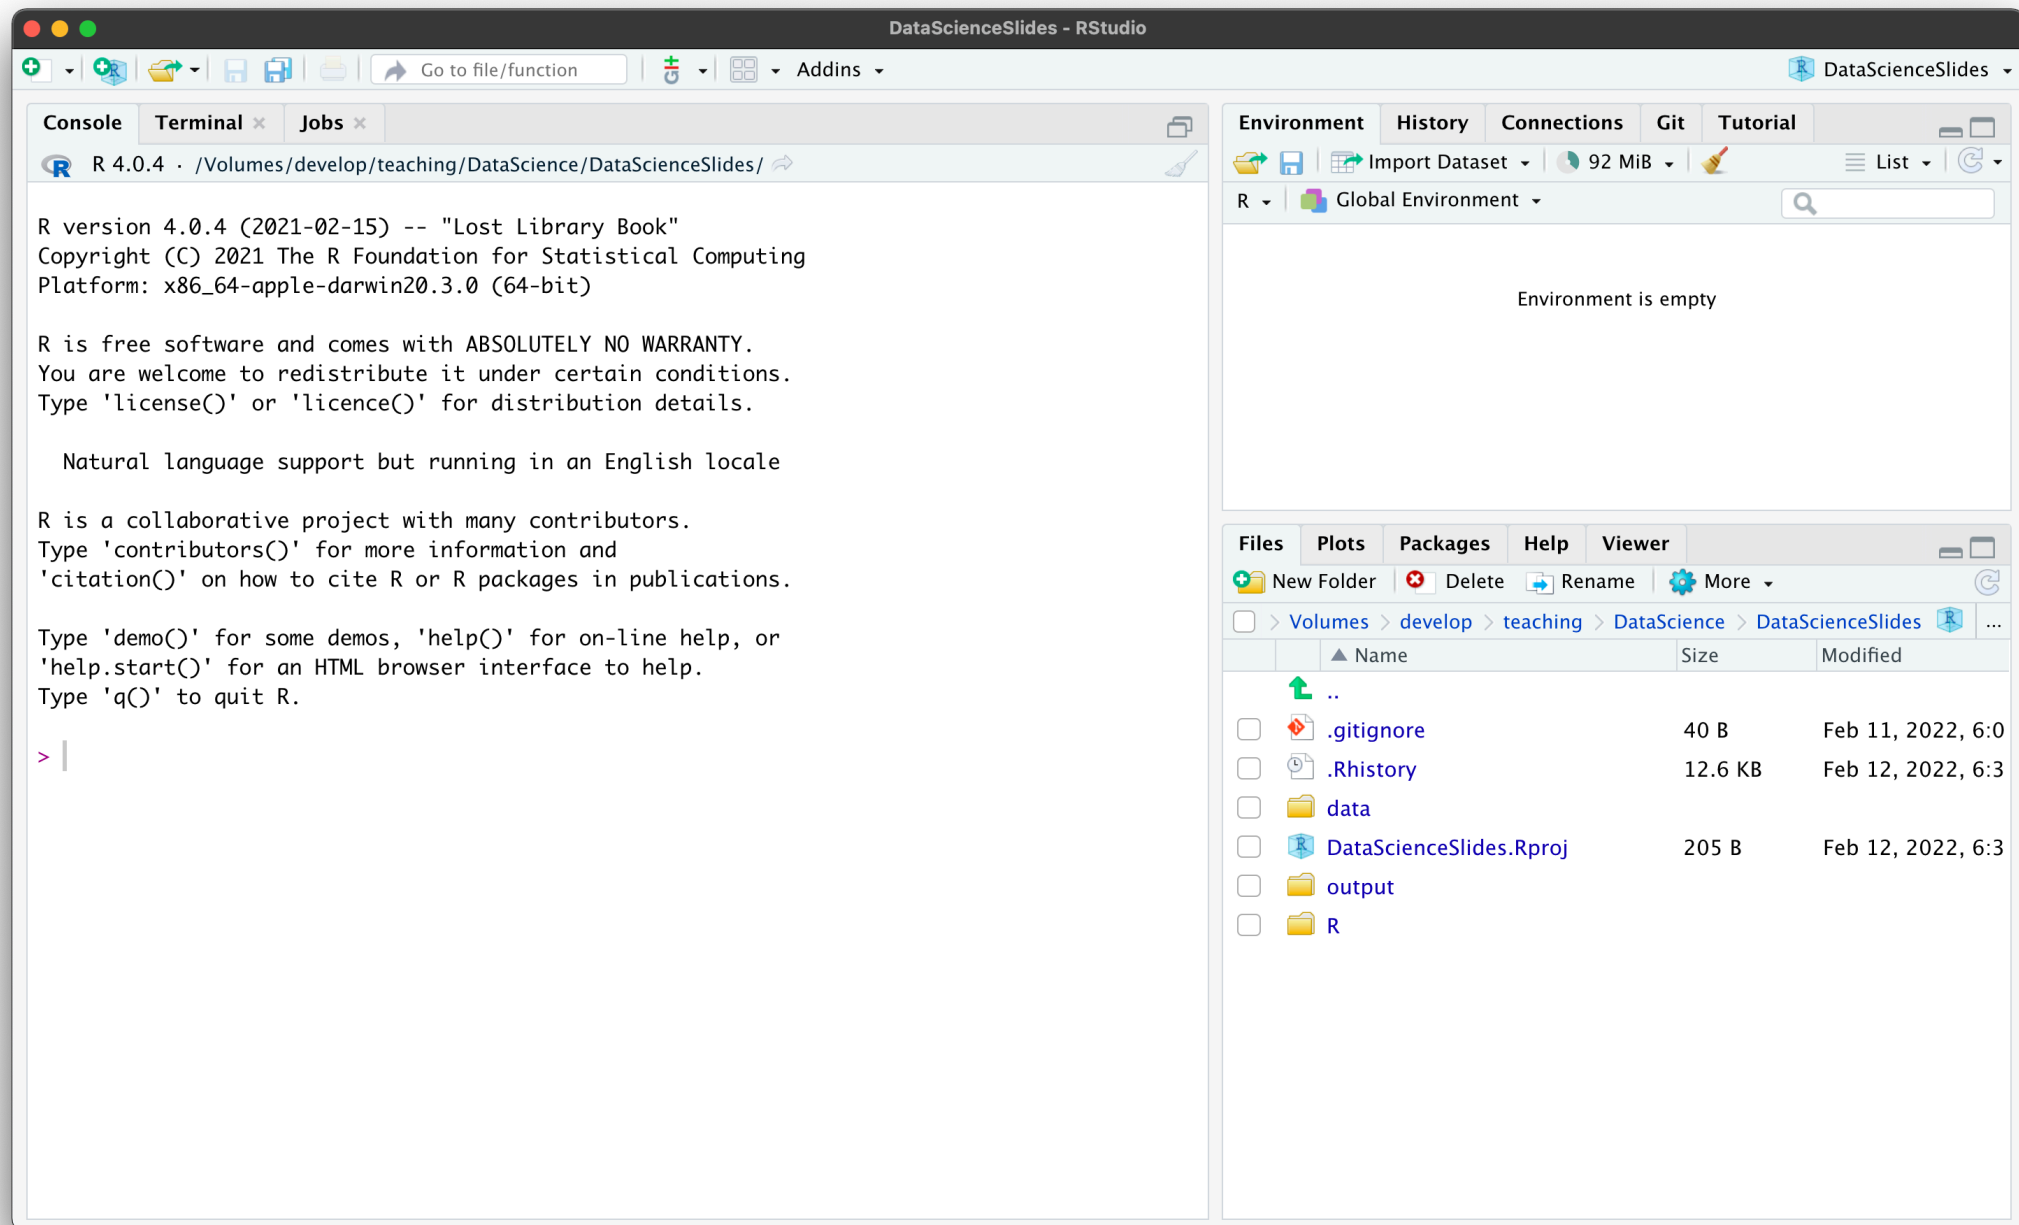 DataScienceSlides - RStudio
Go to file/function
Addins
DataScienceSlides
Console Terminal Jobs
R 4.0.4 · /Volumes/develop/teaching/DataScience/DataScienceSlides/
R version 4.0.4 (2021-02-15) -- "Lost Library Book"
Copyright (C) 2021 The R Foundation for Statistical Computing
Platform: x86_64-apple-darwin20.3.0 (64-bit)
R is free software and comes with ABSOLUTELY NO WARRANTY.
You are welcome to redistribute it under certain conditions.
Type 'license()' or 'licence()' for distribution details.
Natural language support but running in an English locale
R is a collaborative project with many contributors.
Type 'contributors()' for more information and
'citation()' on how to cite R or R packages in publications.
Type 'demo()' for some demos, 'help()' for on-line help, or
'help.start()' for an HTML browser interface to help.
Type 'q()' to quit R.
>
Environment History Connections Git Tutorial
Import Dataset 92 MiB List
R Global Environment
Environment is empty
Files Plots Packages Help Viewer
New Folder Delete Rename More
Volumes > develop > teaching > DataScience > DataScienceSlides ...
Name Size Modified
..
.gitignore 40 B Feb 11, 2022, 6:0
.Rhistory 12.6 KB Feb 12, 2022, 6:3
data
DataScienceSlides.Rproj 205 B Feb 12, 2022, 6:3
output
R